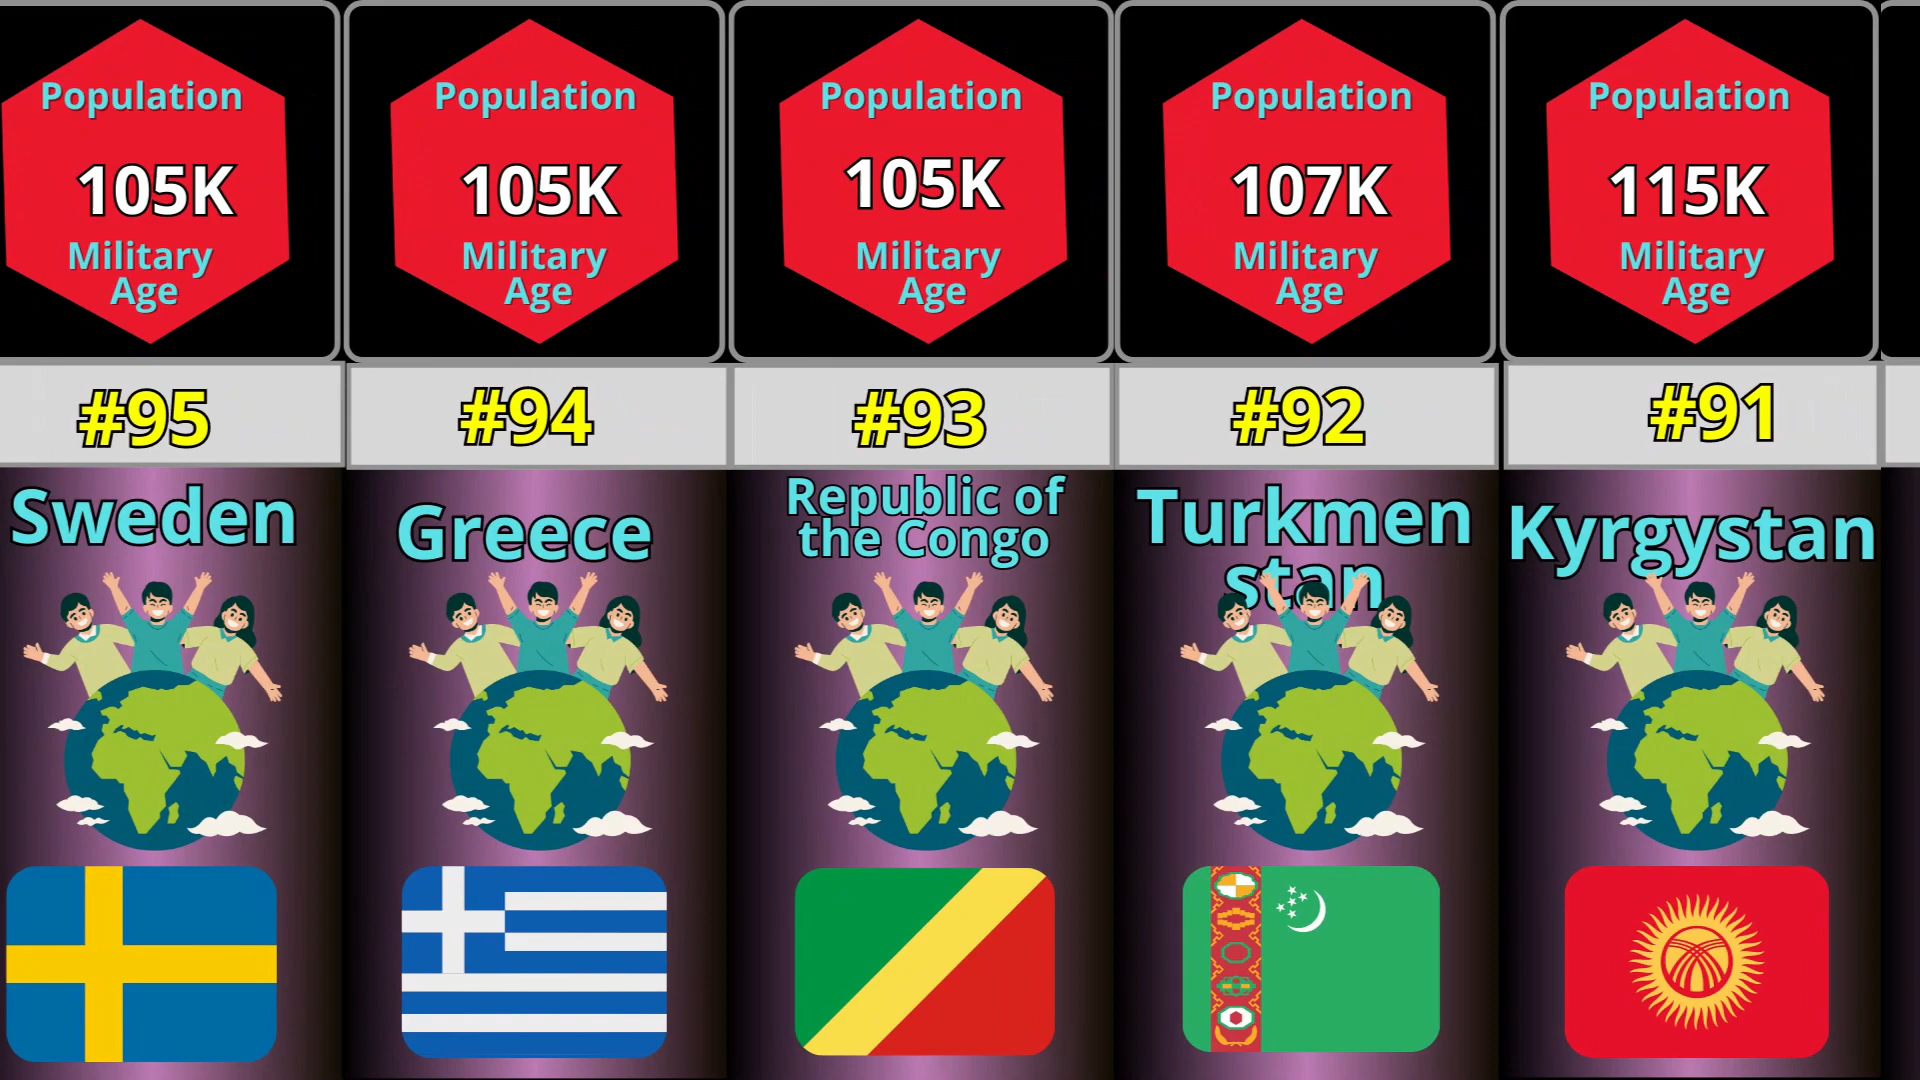 Population
105K
Military
Age
#95
Sweden
Population
105K
Military
Age
#94
Greece
Population
105K
Military
Age
#93
Republic of
the Congo
Population
107K
Military
Age
#92
Turkmen
stan
Population
115K
Military
Age
#91
Kyrgystan